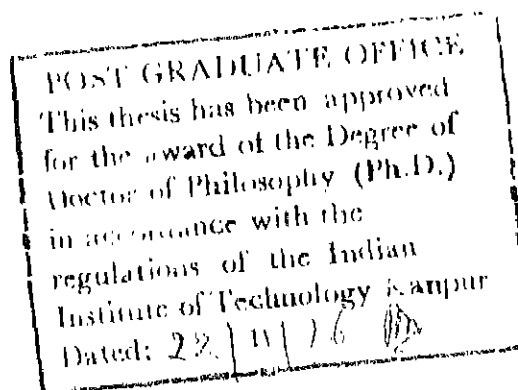 POST GRADUATE OFFICE
This thesis has been approved
for the award of the Degree of
Doctor of Philosophy (Ph.D.)
in accordance with the
regulations of the Indian
Institute of Technology Kanpur
Dated: